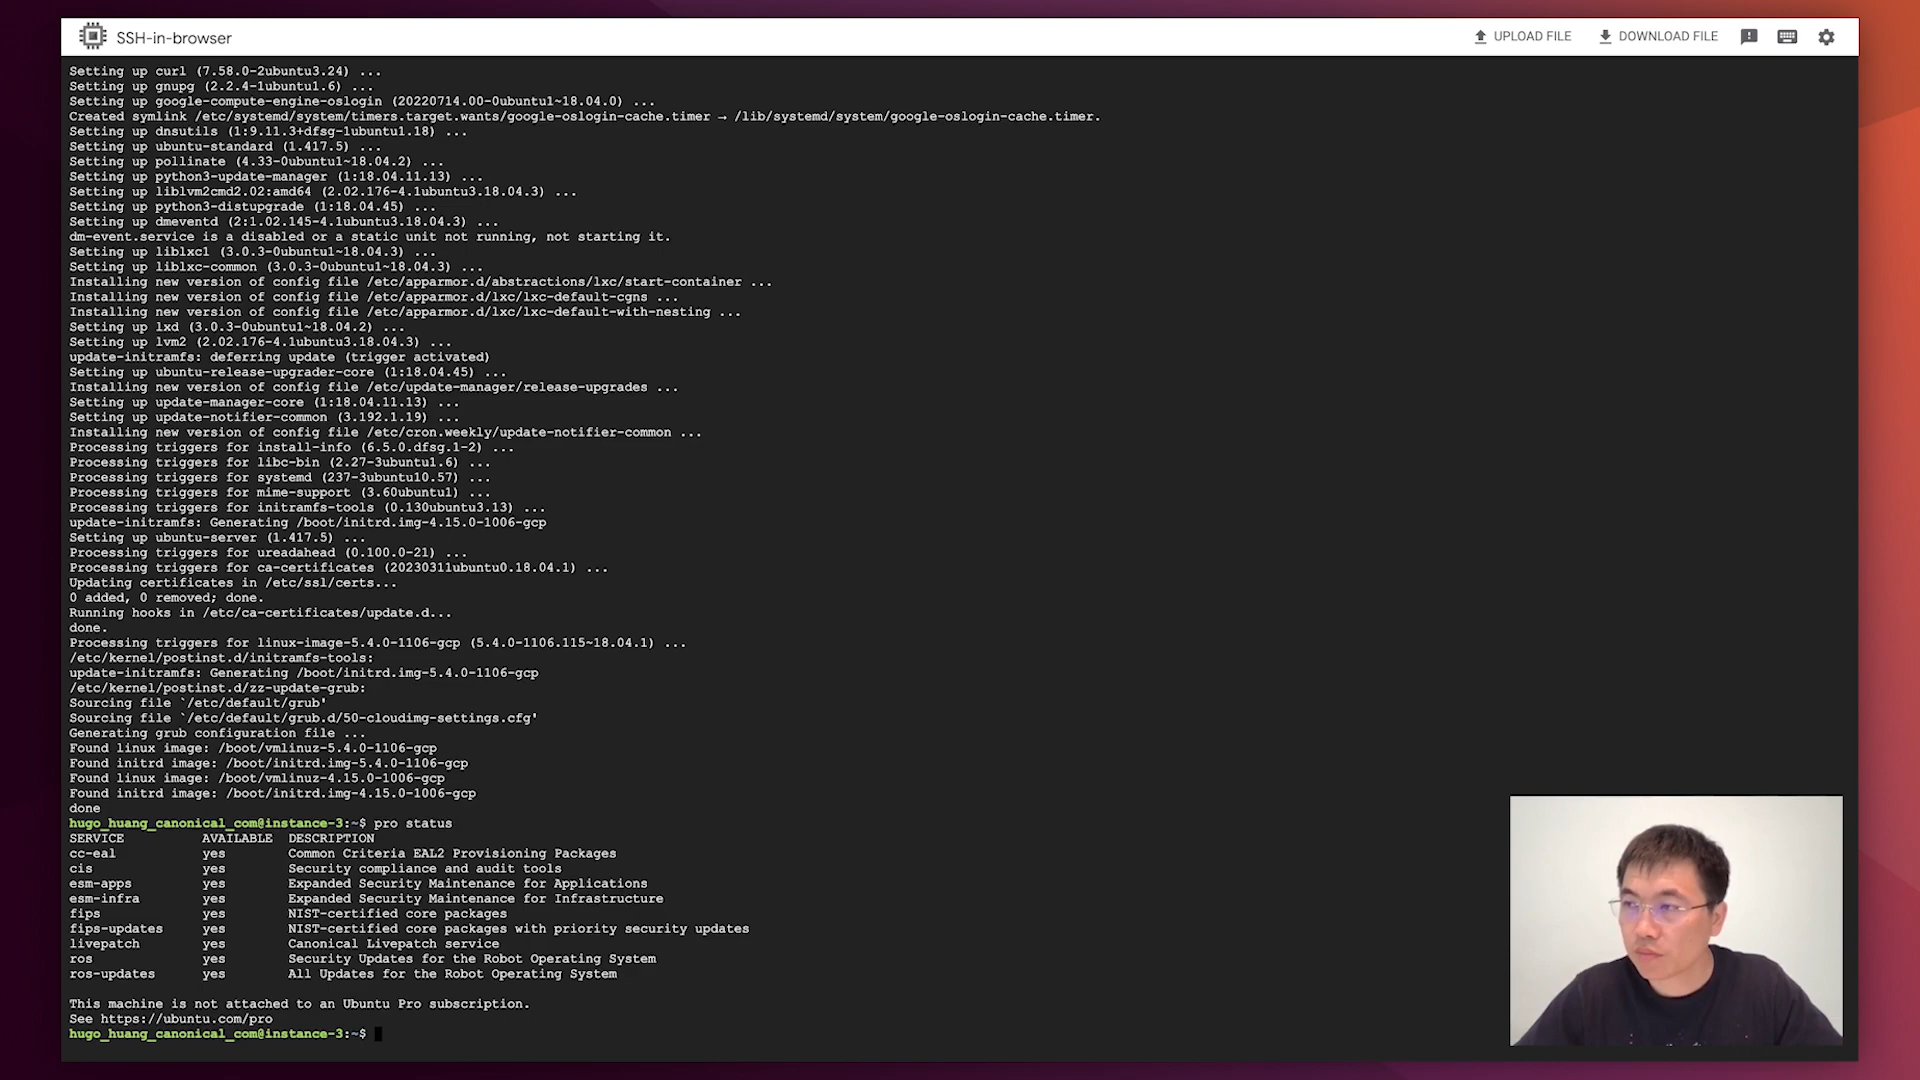 SSH-in-browser
UPLOAD FILE
DOWNLOAD FILE
Setting up curl (7.58.0-2ubuntu3.24) ...
Setting up gnupg (2.2.4-1ubuntu1.6) ...
Setting up google-compute-engine-oslogin (20220714.00-0ubuntu1~18.04.0) ...
Created symlink /etc/systemd/system/timers.target.wants/google-oslogin-cache.timer → /lib/systemd/system/google-oslogin-cache.timer.
Setting up dnsutils (1:9.11.3+dfsg-1ubuntu1.18) ...
Setting up ubuntu-standard (1.417.5) ...
Setting up pollinate (4.33-0ubuntu1~18.04.2) ...
Setting up python3-update-manager (1:18.04.11.13) ...
Setting up liblvm2cmd2.02:amd64 (2.02.176-4.1ubuntu3.18.04.3) ...
Setting up python3-distupgrade (1:18.04.45) ...
Setting up dmeventd (2:1.02.145-4.1ubuntu3.18.04.3) ...
dm-event.service is a disabled or a static unit not running, not starting it.
Setting up liblxc1 (3.0.3-0ubuntu1~18.04.3) ...
Setting up liblxc-common (3.0.3-0ubuntu1~18.04.3) ...
Installing new version of config file /etc/apparmor.d/abstractions/lxc/start-container ...
Installing new version of config file /etc/apparmor.d/lxc/lxc-default-cgns ...
Installing new version of config file /etc/apparmor.d/lxc/lxc-default-with-nesting ...
Setting up lxd (3.0.3-0ubuntu1~18.04.2) ...
Setting up lvm2 (2.02.176-4.1ubuntu3.18.04.3) ...
update-initramfs: deferring update (trigger activated)
Setting up ubuntu-release-upgrader-core (1:18.04.45) ...
Installing new version of config file /etc/update-manager/release-upgrades ...
Setting up update-manager-core (1:18.04.11.13) ...
Setting up update-notifier-common (3.192.1.19) ...
Installing new version of config file /etc/cron.weekly/update-notifier-common ...
Processing triggers for install-info (6.5.0.dfsg.1-2) ...
Processing triggers for libc-bin (2.27-3ubuntu1.6) ...
Processing triggers for systemd (237-3ubuntu10.57) ...
Processing triggers for mime-support (3.60ubuntu1) ...
Processing triggers for initramfs-tools (0.130ubuntu3.13) ...
update-initramfs: Generating /boot/initrd.img-4.15.0-1006-gcp
Setting up ubuntu-server (1.417.5) ...
Processing triggers for ureadahead (0.100.0-21) ...
Processing triggers for ca-certificates (20230311ubuntu0.18.04.1) ...
Updating certificates in /etc/ssl/certs...
0 added, 0 removed; done.
Running hooks in /etc/ca-certificates/update.d...
done.
Processing triggers for linux-image-5.4.0-1106-gcp (5.4.0-1106.115~18.04.1) ...
/etc/kernel/postinst.d/initramfs-tools:
update-initramfs: Generating /boot/initrd.img-5.4.0-1106-gcp
/etc/kernel/postinst.d/zz-update-grub:
Sourcing file `/etc/default/grub'
Sourcing file `/etc/default/grub.d/50-cloudimg-settings.cfg'
Generating grub configuration file ...
Found linux image: /boot/vmlinuz-5.4.0-1106-gcp
Found initrd image: /boot/initrd.img-5.4.0-1106-gcp
Found linux image: /boot/vmlinuz-4.15.0-1006-gcp
Found initrd image: /boot/initrd.img-4.15.0-1006-gcp
done
hugo_huang_canonical_com@instance-3:~$ pro status
SERVICE AVAILABLE DESCRIPTION
cc-eal yes Common Criteria EAL2 Provisioning Packages
cis yes Security compliance and audit tools
esm-apps yes Expanded Security Maintenance for Applications
esm-infra yes Expanded Security Maintenance for Infrastructure
fips yes NIST-certified core packages
fips-updates yes NIST-certified core packages with priority security updates
livepatch yes Canonical Livepatch service
ros yes Security Updates for the Robot Operating System
ros-updates yes All Updates for the Robot Operating System
This machine is not attached to an Ubuntu Pro subscription.
See https://ubuntu.com/pro
hugo_huang_canonical_com@instance-3:~$